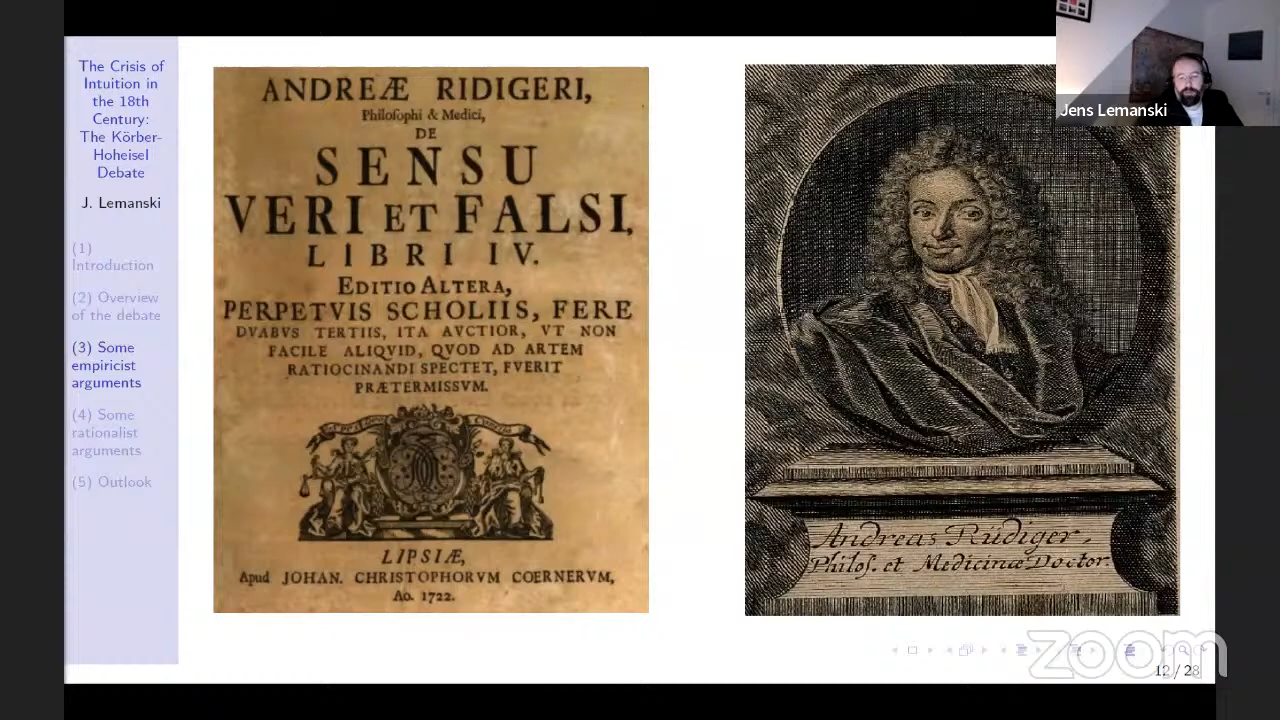 The Crisis of
Intuition in
the 18th
Century:
The Körber-
Hoheisel
Debate
J. Lemanski
(1)
Introduction
(2) Overview
of the debate
(3) Some
empiricist
arguments
(4) Some
rationalist
arguments
(5) Outlook
ANDREÆ RIDIGERI,
Philosophi & Medici,
DE
SENSU
VERI ET FALSI,
LIBRI IV.
EDITIO ALTERA,
PERPETVIS SCHOLIIS, FERE
DVABVS TERTIIS, ITA AVCTIOR, VT NON
FACILE ALIQVID, QVOD AD ARTEM
RATIOCINANDI SPECTET, FVERIT
PRÆTERMISSVM.
LIPSIÆ,
Apud JOHAN. CHRISTOPHORVM COERNERVM,
Ao. 1722.
Andreas Rüdiger.
Philos. et Medicinæ Doctor.
Jens Lemanski
zoom
12 / 28